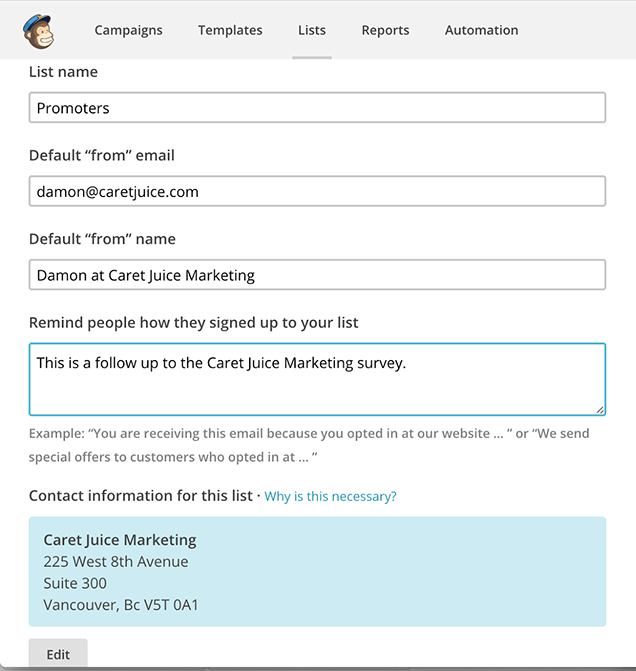 Campaigns Templates Lists Reports Automation
List name
Promoters
Default “from” email
damon@caretjuice.com
Default “from” name
Damon at Caret Juice Marketing
Remind people how they signed up to your list
This is a follow up to the Caret Juice Marketing survey.
Example: “You are receiving this email because you opted in at our website ... ” or “We send
special offers to customers who opted in at ... ”
Contact information for this list · Why is this necessary?
Caret Juice Marketing
225 West 8th Avenue
Suite 300
Vancouver, Bc V5T 0A1
Edit